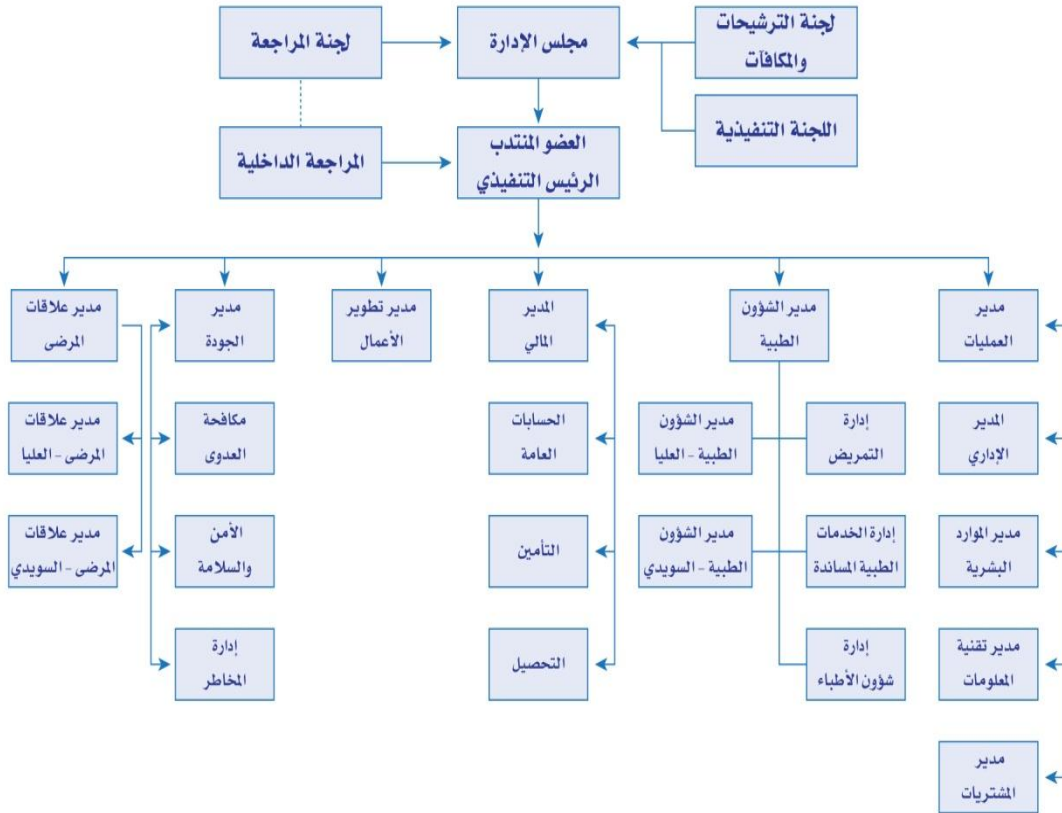 لجنة الترشيحات
والمكافآت
مجلس الإدارة
لجنة المراجعة
اللجنة التنفيذية
العضو المنتدب
الرئيس التنفيذي
المراجعة الداخلية
مدير
العمليات
مدير الشؤون
الطبية
المدير
المالي
مدير تطوير
الأعمال
مدير
الجودة
مدير علاقات
المرضى
المدير
الإداري
إدارة
التمريض
مدير الشؤون
الطبية - العليا
الحسابات
العامة
مكافحة
العدوى
مدير علاقات
المرضى - العليا
مدير الموارد
البشرية
إدارة الخدمات
الطبية المساندة
مدير الشؤون
الطبية - السويدي
التأمين
الأمن
والسلامة
مدير علاقات
المرضى - السويدي
مدير تقنية
المعلومات
إدارة
شؤون الأطباء
التحصيل
إدارة
المخاطر
مدير
المشتريات